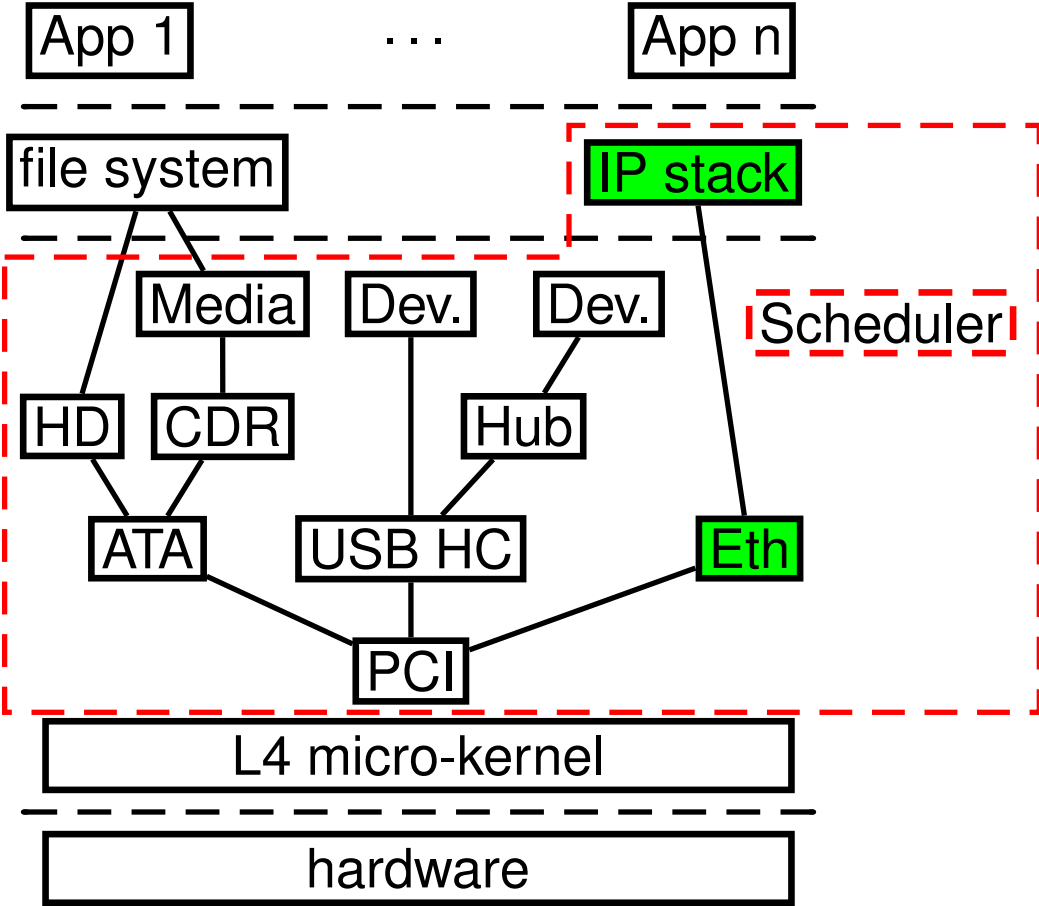 App 1
. . .
App n
file system
IP stack
Media
Dev.
Dev.
Scheduler
HD
CDR
Hub
ATA
USB HC
Eth
PCI
L4 micro-kernel
hardware